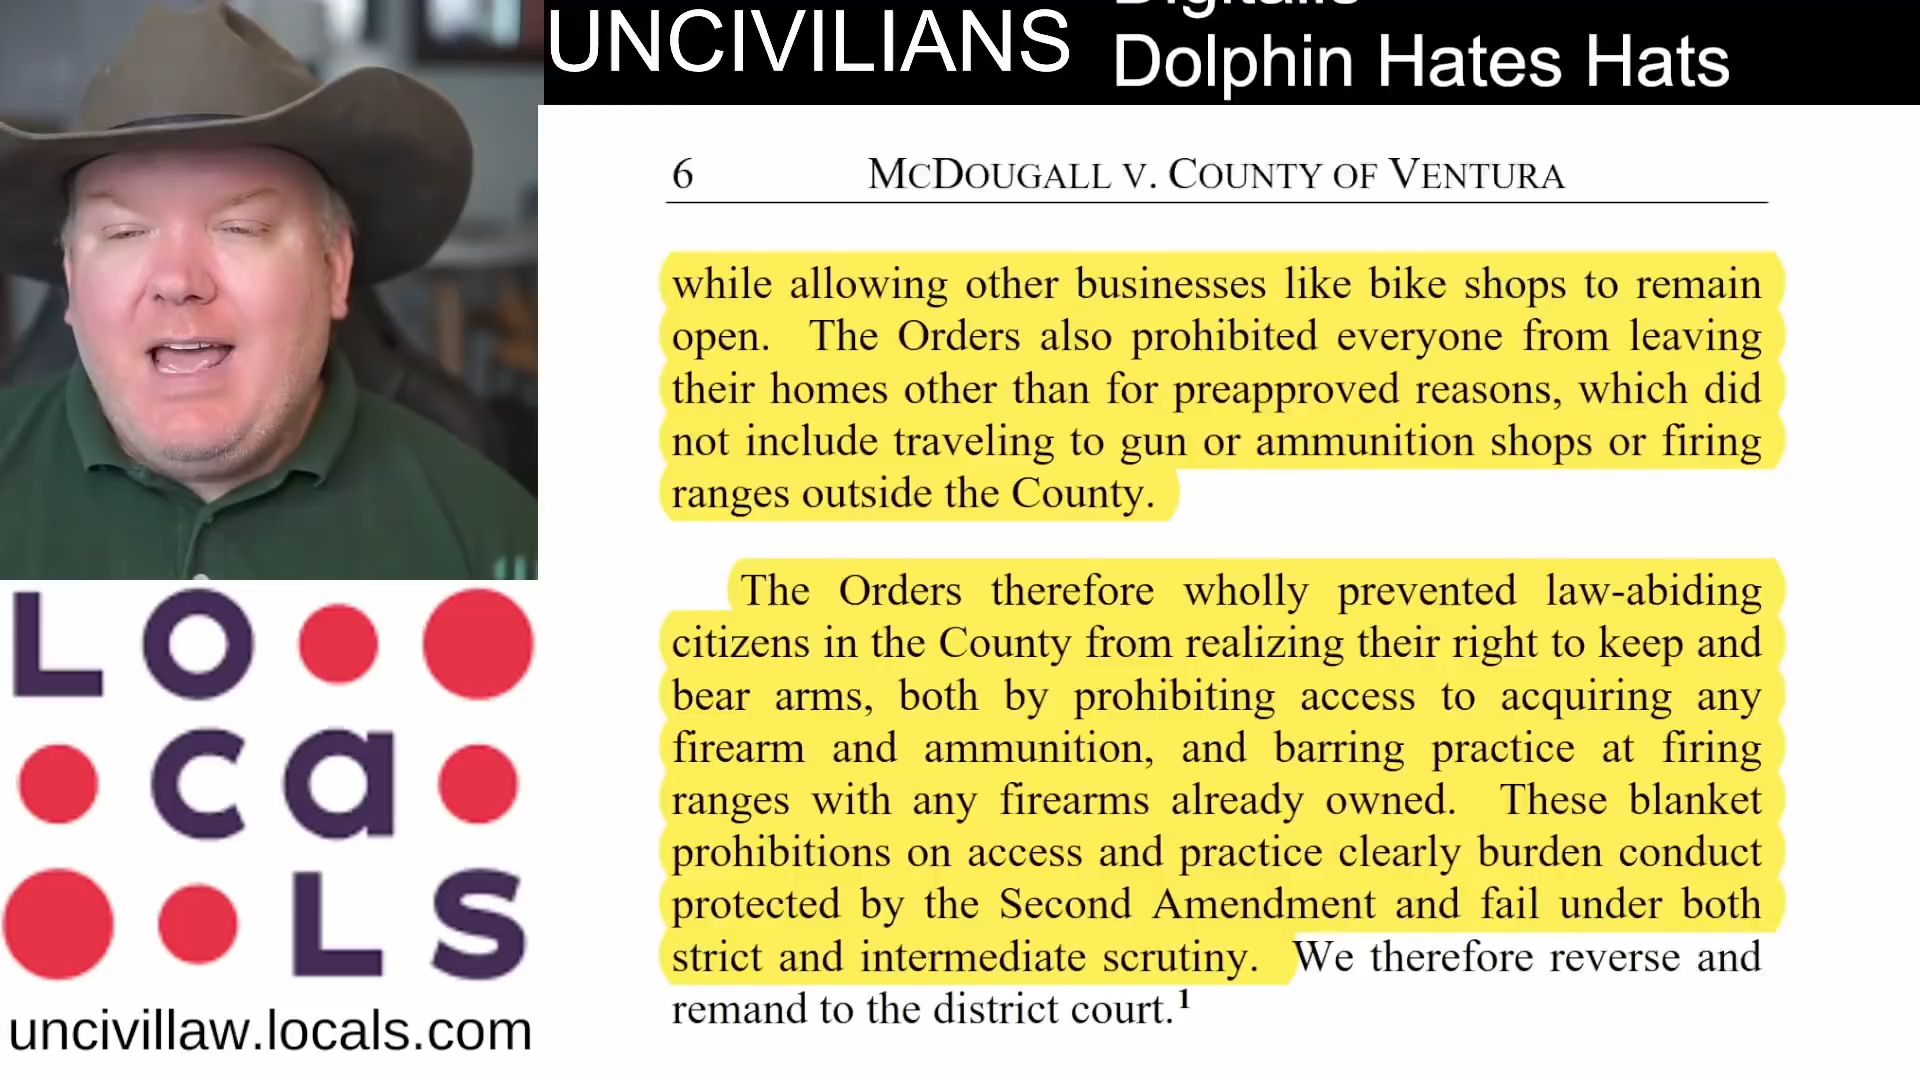 UNCIVILIANS
Digitalis
Dolphin Hates Hats
6 MCDOUGALL V. COUNTY OF VENTURA
while allowing other businesses like bike shops to remain
open. The Orders also prohibited everyone from leaving
their homes other than for preapproved reasons, which did
not include traveling to gun or ammunition shops or firing
ranges outside the County.
The Orders therefore wholly prevented law-abiding
citizens in the County from realizing their right to keep and
bear arms, both by prohibiting access to acquiring any
firearm and ammunition, and barring practice at firing
ranges with any firearms already owned. These blanket
prohibitions on access and practice clearly burden conduct
protected by the Second Amendment and fail under both
strict and intermediate scrutiny. We therefore reverse and
remand to the district court.¹
LO
ca
LS
uncivillaw.locals.com